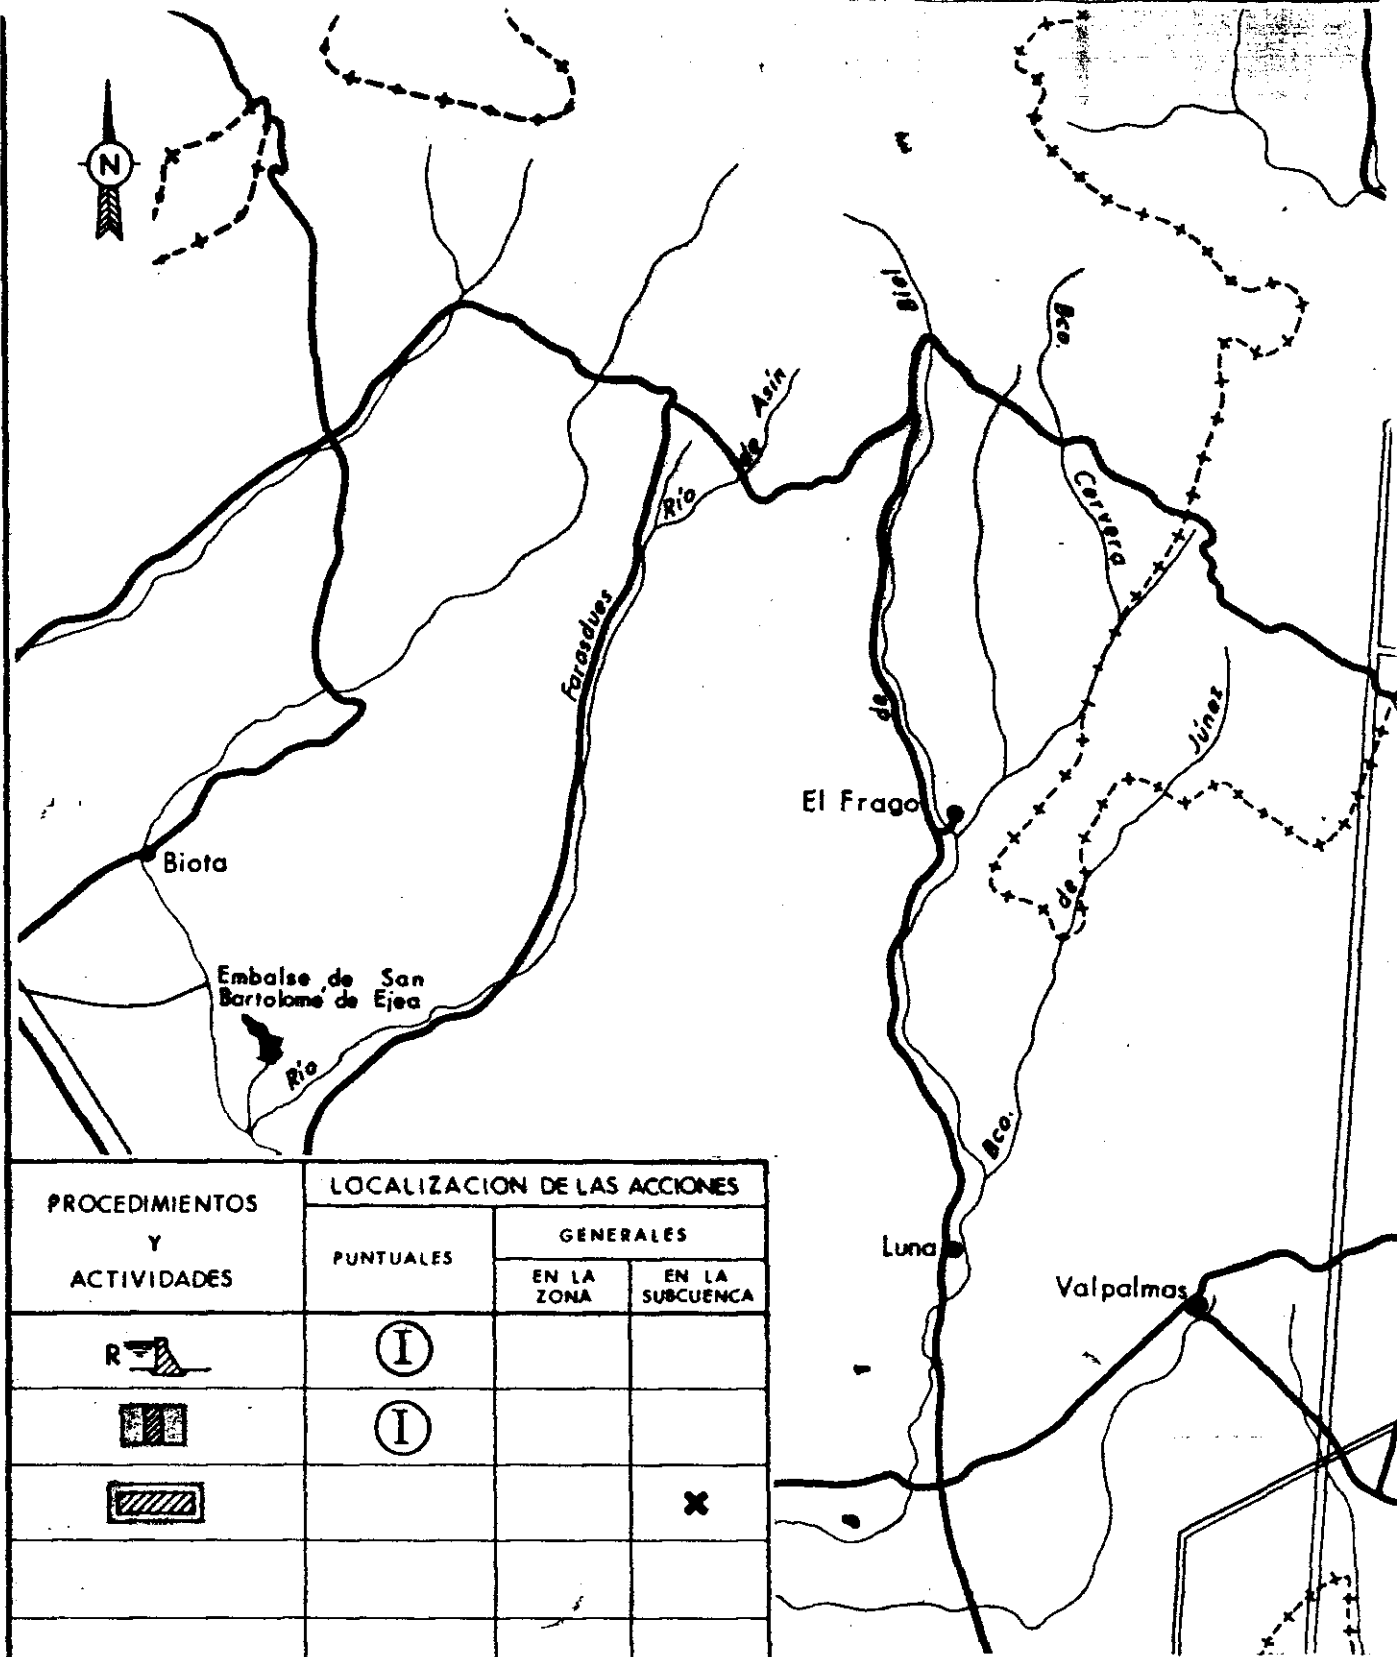 N
Biel
Bco.
Asín
de
Río
Cervera
Farasdues
de
Júnez
El Frago
Biota
de
Embalse de San
Bartolomé de Ejea
Río
Bco.
Luna
Valpalmas
PROCEDIMIENTOS
Y
ACTIVIDADES
LOCALIZACION DE LAS ACCIONES
PUNTUALES
GENERALES
EN LA
ZONA
EN LA
SUBCUENCA
R
I
I
X